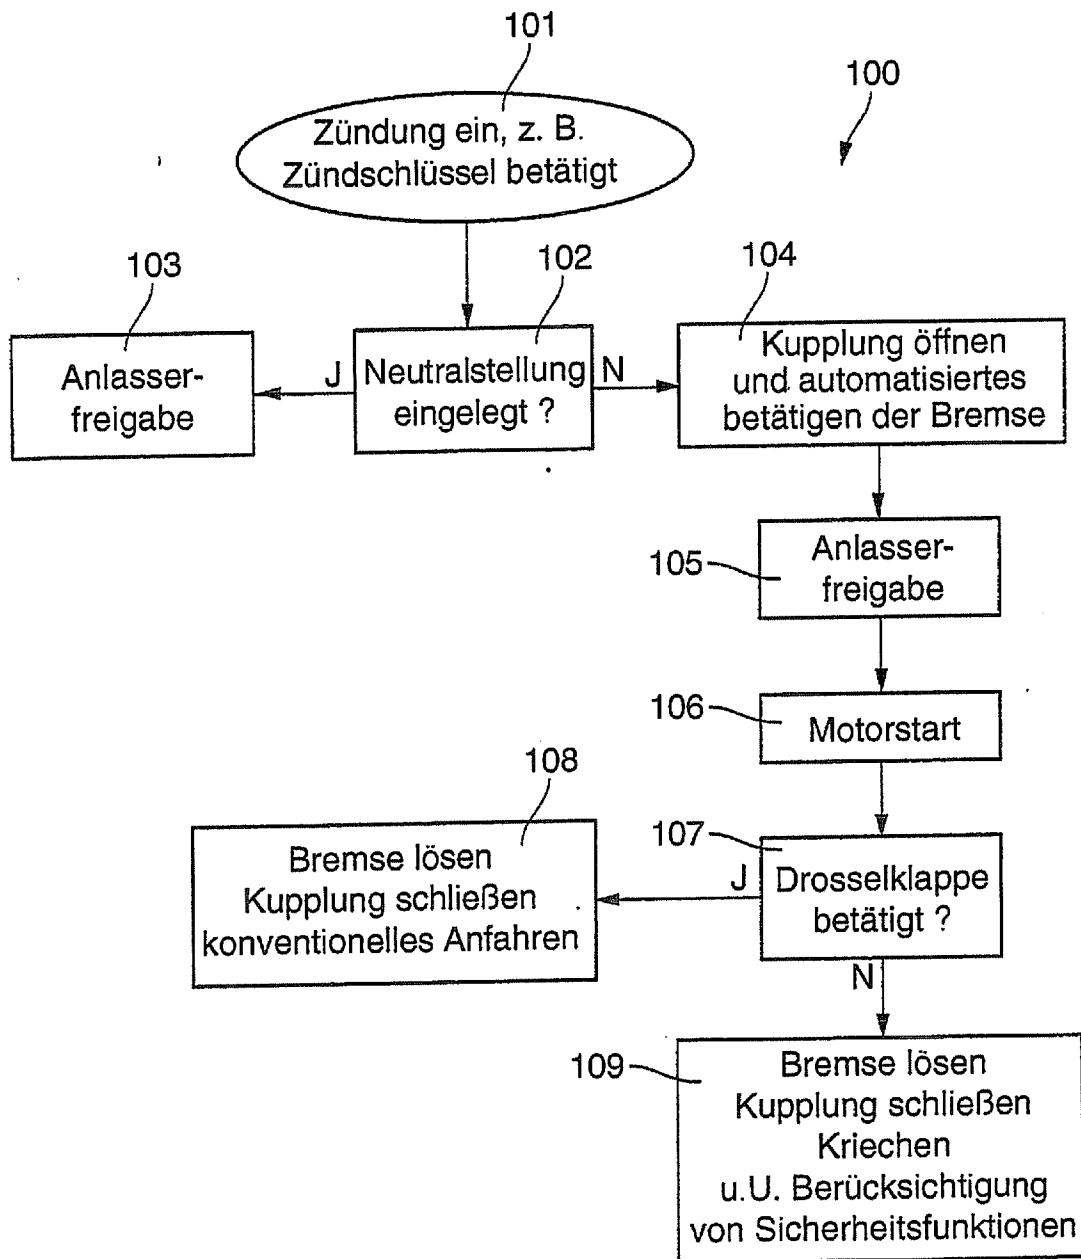 101
100
Zündung ein, z. B.
Zündschlüssel betätigt
103
102
104
Anlasser-
freigabe
J
Neutralstellung
eingelegt ?
N
Kupplung öffnen
und automatisiertes
betätigen der Bremse
105
Anlasser-
freigabe
106
Motorstart
108
107
Bremse lösen
Kupplung schließen
konventionelles Anfahren
J
Drosselklappe
betätigt ?
N
109
Bremse lösen
Kupplung schließen
Kriechen
u.U. Berücksichtigung
von Sicherheitsfunktionen